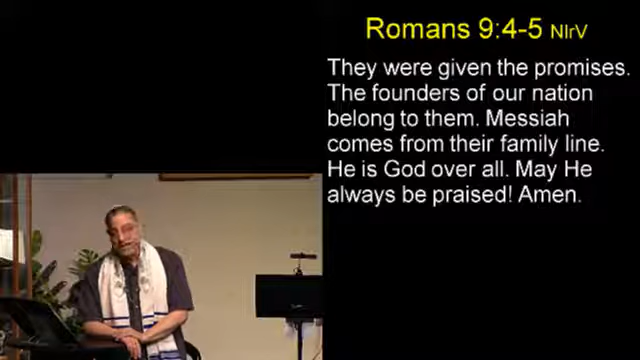 Romans 9:4-5 NIrV
They were given the promises.
The founders of our nation
belong to them. Messiah
comes from their family line.
He is God over all. May He
always be praised! Amen.